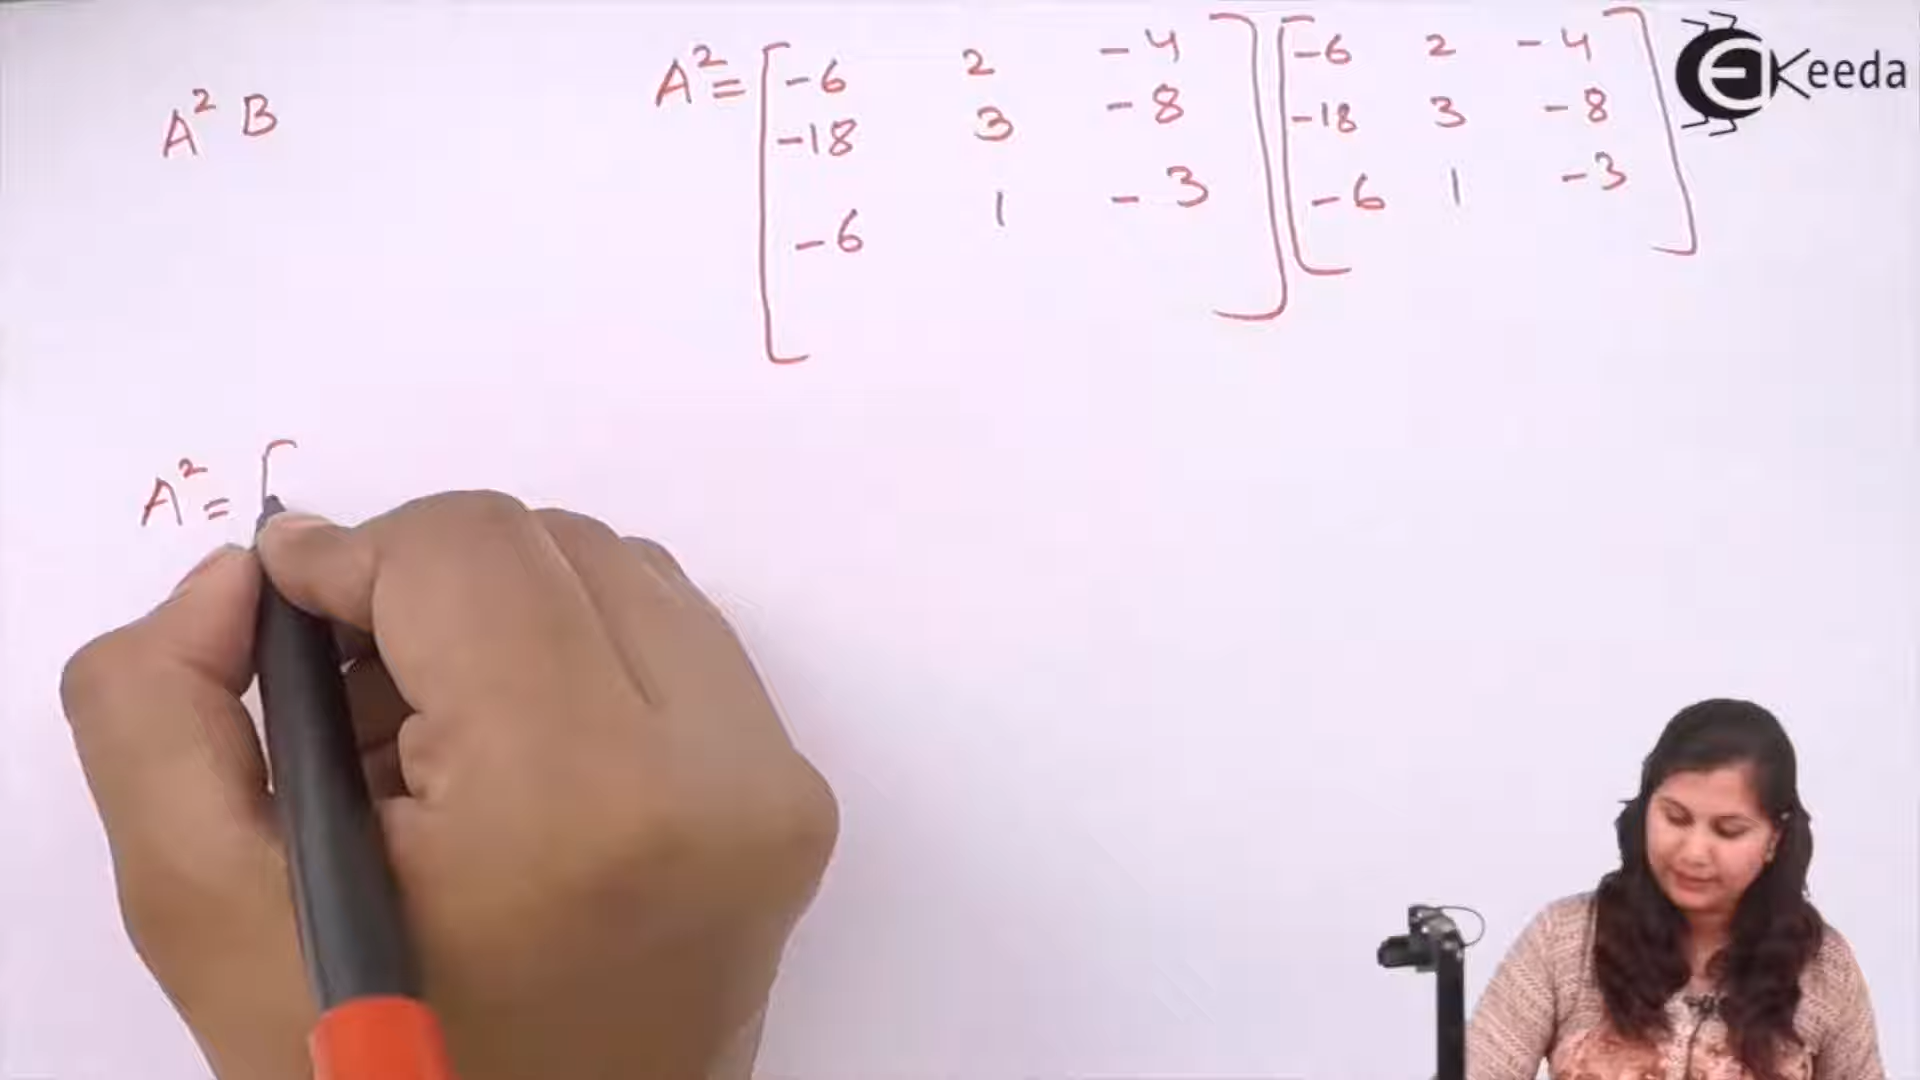 A² B
A² = [ -6 2 -4 ] [ -6 2 -4 ]
-18 3 -8 -18 3 -8
-6 1 -3 -6 1 -3
A² = [
EKeeda